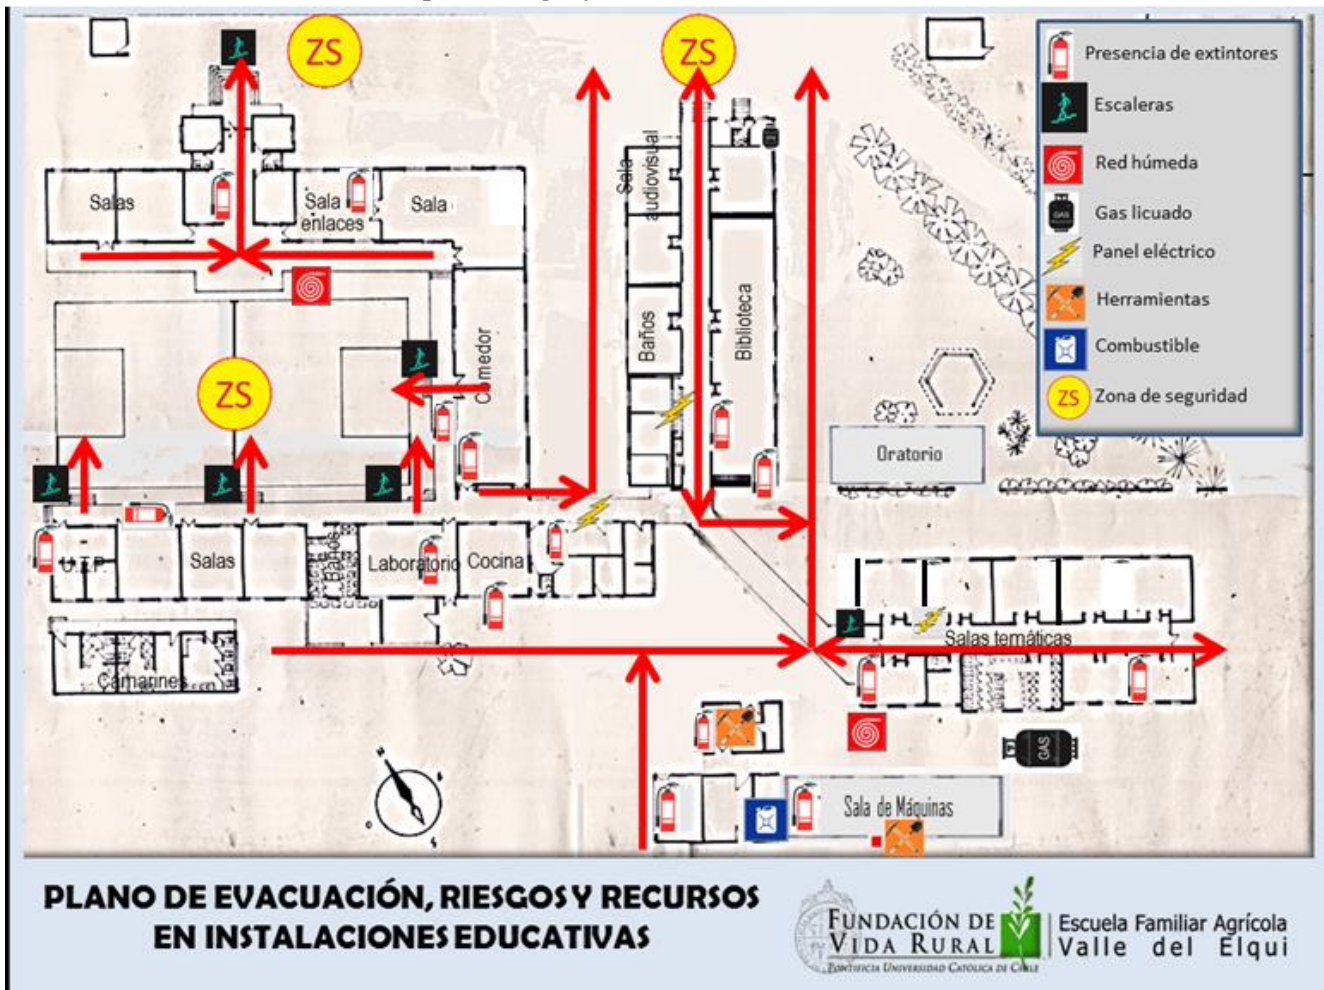 ZS
ZS
Presencia de extintores
Escaleras
Red húmeda
Gas licuado
GAS
Panel eléctrico
Herramientas
Combustible
ZS
Zona de seguridad
Salas
Sala
enlaces
Sala
Sala
audiovisual
Baños
Biblioteca
Comedor
ZS
Oratorio
U.T.P
Salas
Baños
Laboratorio
Cocina
Camarines
Salas temáticas
GAS
Sala de Máquinas
PLANO DE EVACUACIÓN, RIESGOS Y RECURSOS
EN INSTALACIONES EDUCATIVAS
FUNDACIÓN DE
VIDA RURAL
PONTIFICIA UNIVERSIDAD CATÓLICA DE CHILE
Escuela Familiar Agrícola
Valle del Elqui